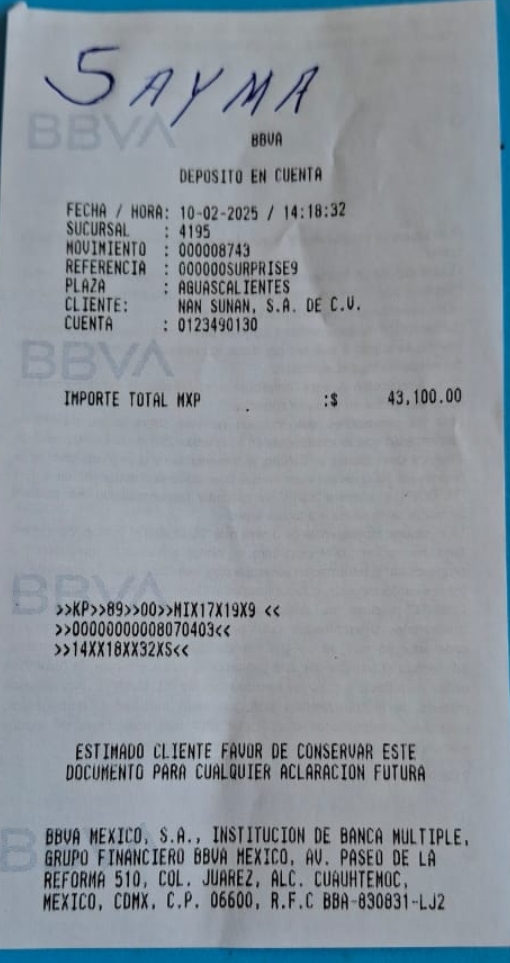 SAYMA
BBVA
BBVA
DEPOSITO EN CUENTA
FECHA / HORA: 10-02-2025 / 14:18:32
SUCURSAL : 4195
MOVIMIENTO : 000008743
REFERENCIA : 000000SURPRISE9
PLAZA : AGUASCALIENTES
CLIENTE: NAN SUNAN, S.A. DE C.V.
CUENTA : 0123490130
BBVA
IMPORTE TOTAL MXP :$ 43,100.00
BBVA
>>KP>>89>>00>>MIX17X19X9 <<
>>00000000008070403<<
>>14XX18XX32XS<<
ESTIMADO CLIENTE FAVOR DE CONSERVAR ESTE
DOCUMENTO PARA CUALQUIER ACLARACION FUTURA
BBVA
BBVA MEXICO, S.A., INSTITUCION DE BANCA MULTIPLE,
GRUPO FINANCIERO BBVA MEXICO, AV. PASEO DE LA
REFORMA 510, COL. JUAREZ, ALC. CUAUHTEMOC,
MEXICO, CDMX, C.P. 06600, R.F.C BBA-830831-LJ2